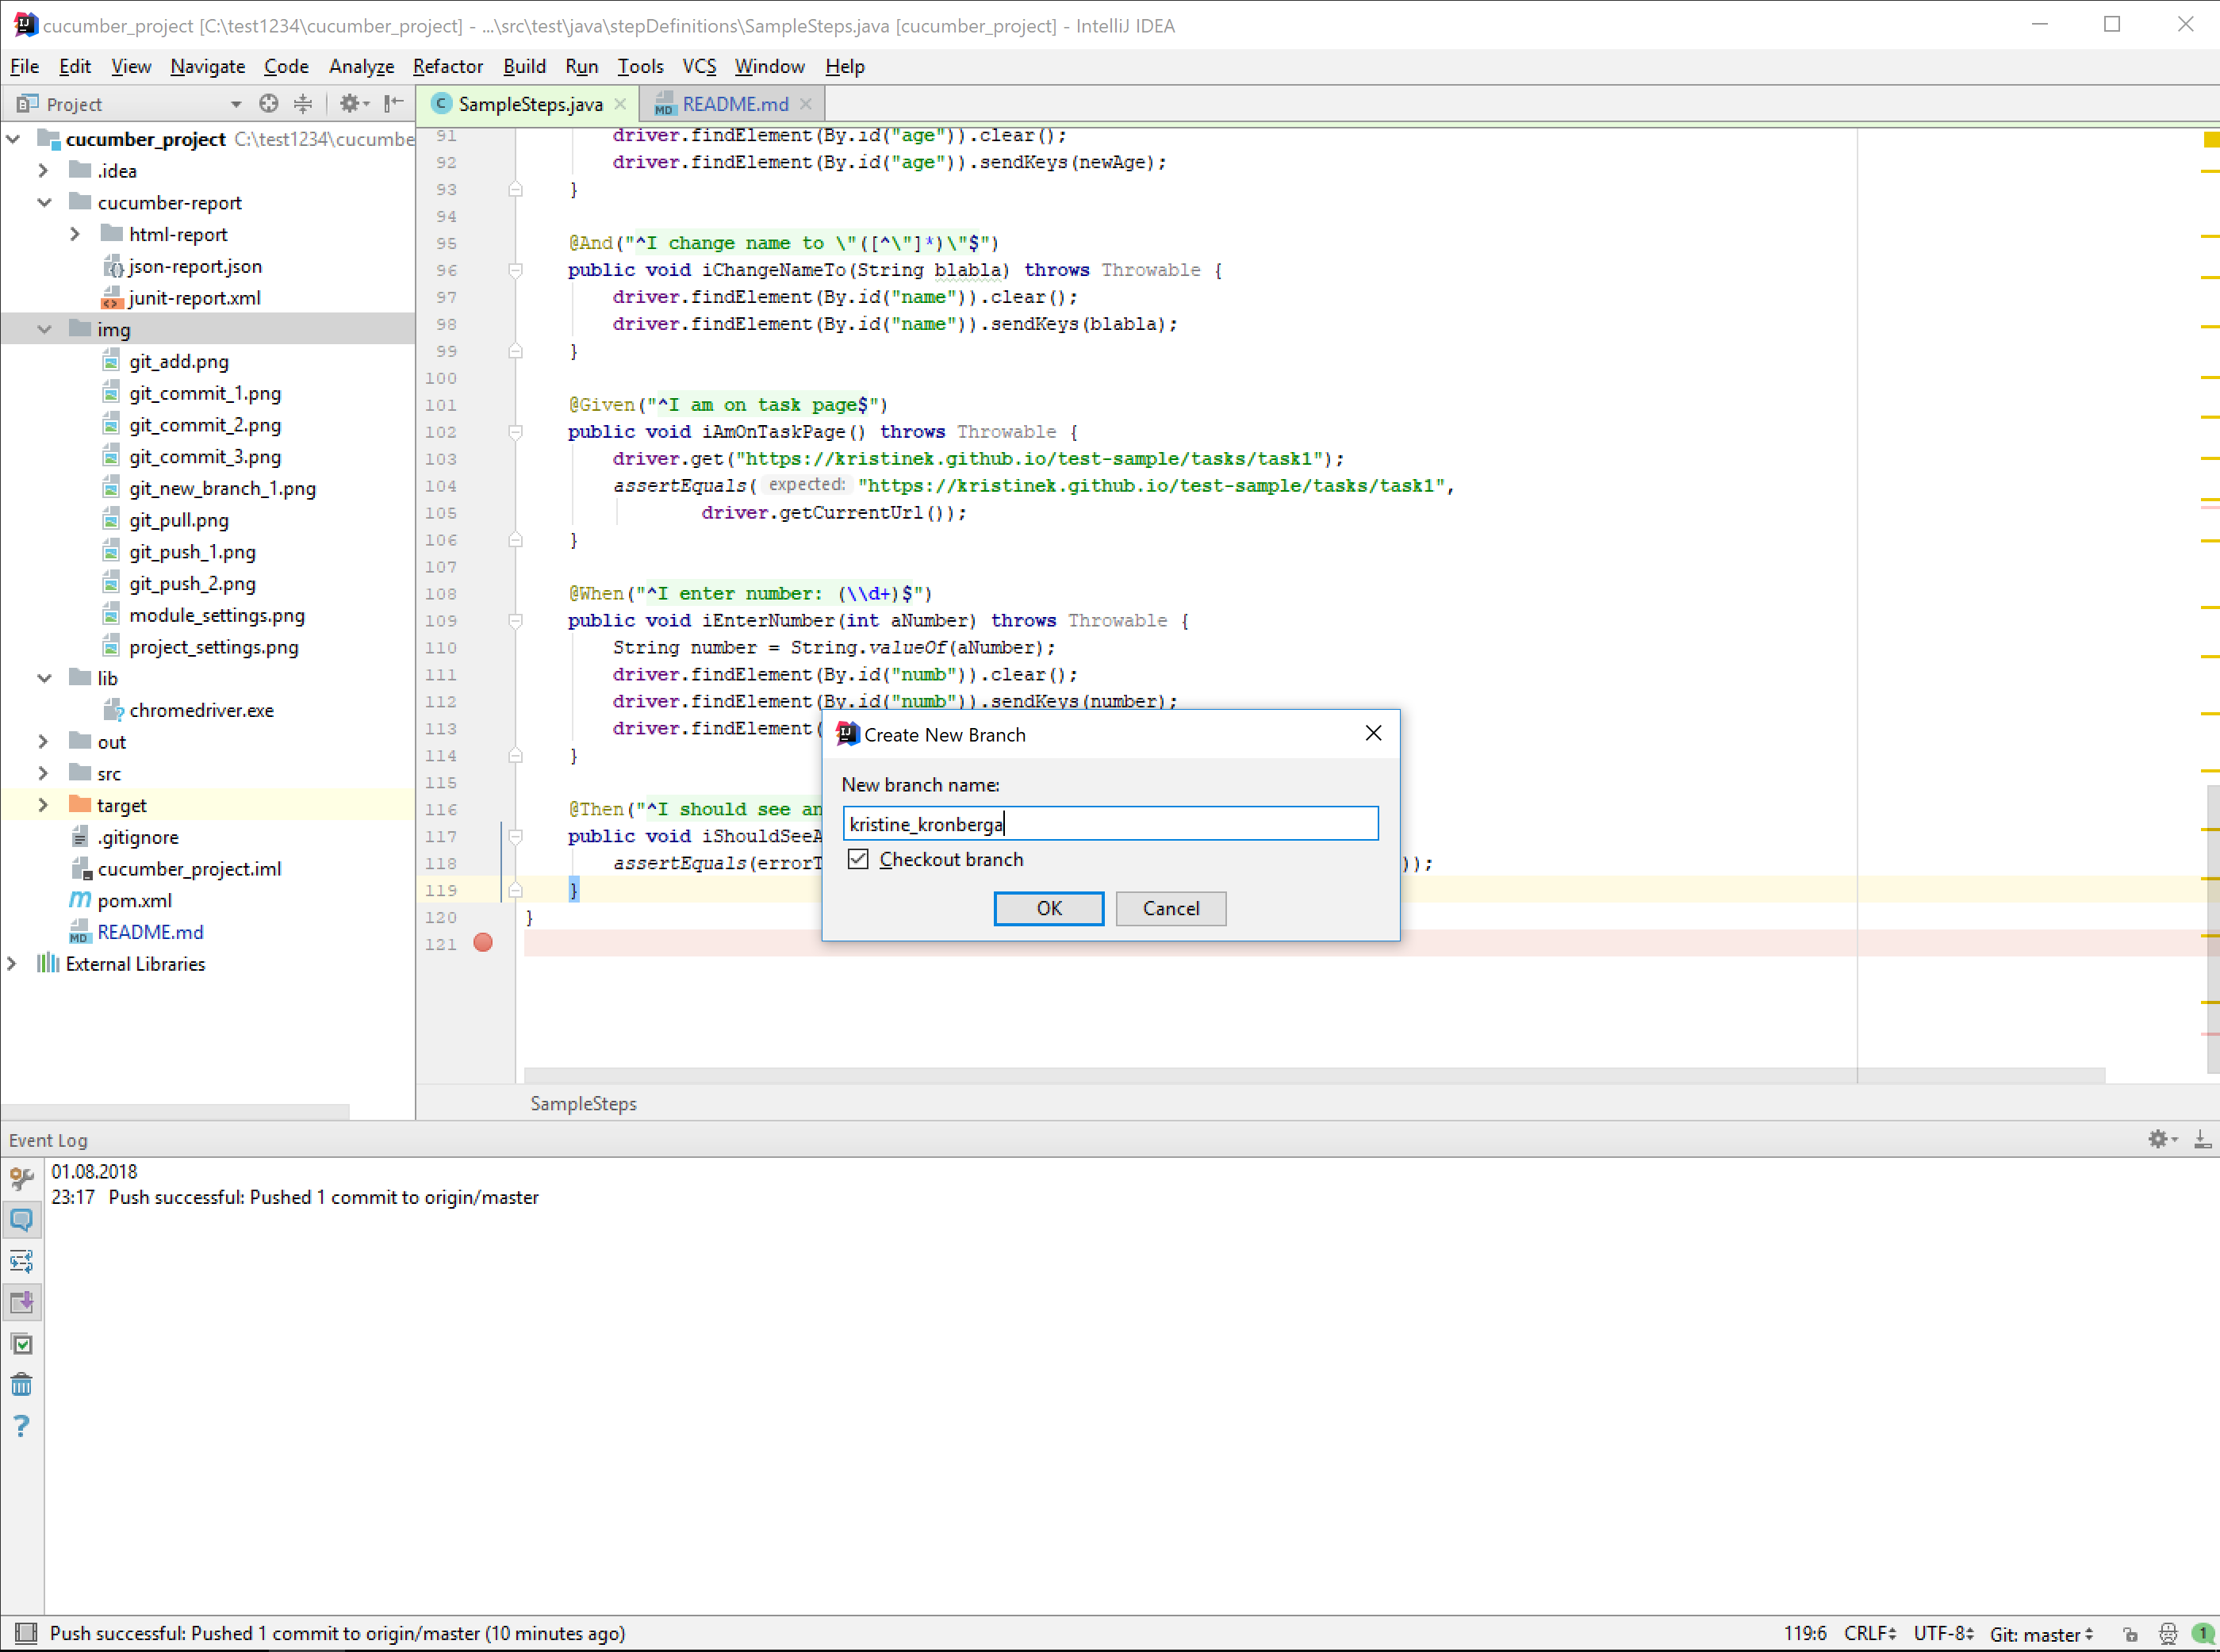 cucumber_project [C:\test1234\cucumber_project] - ...\src\test\java\stepDefinitions\SampleSteps.java [cucumber_project] - IntelliJ IDEA
File Edit View Navigate Code Analyze Refactor Build Run Tools VCS Window Help
Project
SampleSteps.java
README.md
cucumber_project C:\test1234\cucumbe
.idea
cucumber-report
html-report
json-report.json
junit-report.xml
img
git_add.png
git_commit_1.png
git_commit_2.png
git_commit_3.png
git_new_branch_1.png
git_pull.png
git_push_1.png
git_push_2.png
module_settings.png
project_settings.png
lib
chromedriver.exe
out
src
target
.gitignore
cucumber_project.iml
pom.xml
README.md
External Libraries
91 driver.findElement(By.id("age")).clear();
92 driver.findElement(By.id("age")).sendKeys(newAge);
93 }
94
95 @And("^I change name to \"([^\"]*)\"$")
96 public void iChangeNameTo(String blabla) throws Throwable {
97 driver.findElement(By.id("name")).clear();
98 driver.findElement(By.id("name")).sendKeys(blabla);
99 }
100
101 @Given("^I am on task page$")
102 public void iAmOnTaskPage() throws Throwable {
103 driver.get("https://kristinek.github.io/test-sample/tasks/task1");
104 assertEquals( expected: "https://kristinek.github.io/test-sample/tasks/task1",
105 driver.getCurrentUrl());
106 }
107
108 @When("^I enter number: (\\d+)$")
109 public void iEnterNumber(int aNumber) throws Throwable {
110 String number = String.valueOf(aNumber);
111 driver.findElement(By.id("numb")).clear();
112 driver.findElement(By.id("numb")).sendKeys(number);
113 driver.findElement(
114 }
115
116 @Then("^I should see an
117 public void iShouldSeeA
118 assertEquals(errorT ));
119 }
120 }
121
Create New Branch
New branch name:
kristine_kronberga
Checkout branch
OK Cancel
SampleSteps
Event Log
01.08.2018
23:17 Push successful: Pushed 1 commit to origin/master
Push successful: Pushed 1 commit to origin/master (10 minutes ago)
119:6 CRLF UTF-8 Git: master 1